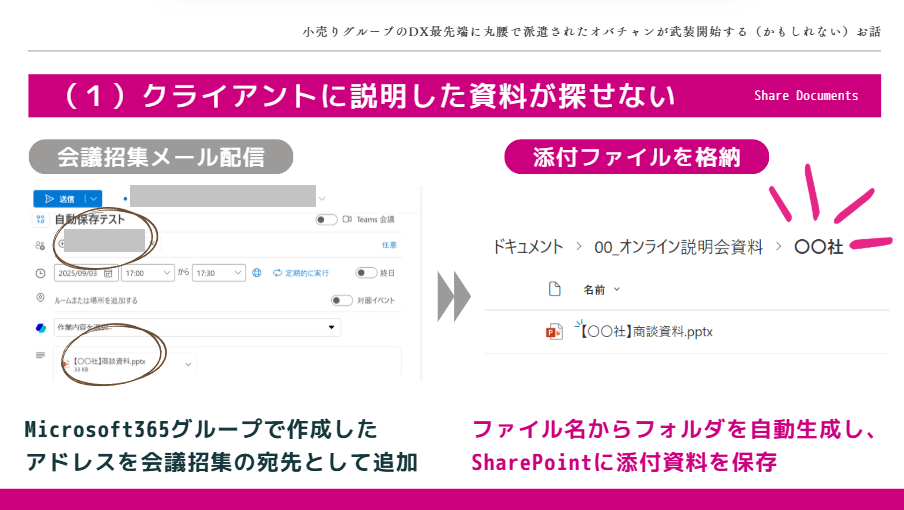 小売りグループのDX最先端に丸腰で派遣されたオバチャンが武装開始する（かもしれない）お話
（１）クライアントに説明した資料が探せない
Share Documents
会議招集メール配信
添付ファイルを格納
送信
自動保存テスト
Teams 会議
任意
2025/09/03
17:00
から
17:30
定期的に実行
終日
ルームまたは場所を追加する
対面イベント
作業内容を選択
【〇〇社】商談資料.pptx
33 KB
ドキュメント > 00_オンライン説明会資料 > 〇〇社
名前
【〇〇社】商談資料.pptx
Microsoft365グループで作成した
アドレスを会議招集の宛先として追加
ファイル名からフォルダを自動生成し、
SharePointに添付資料を保存